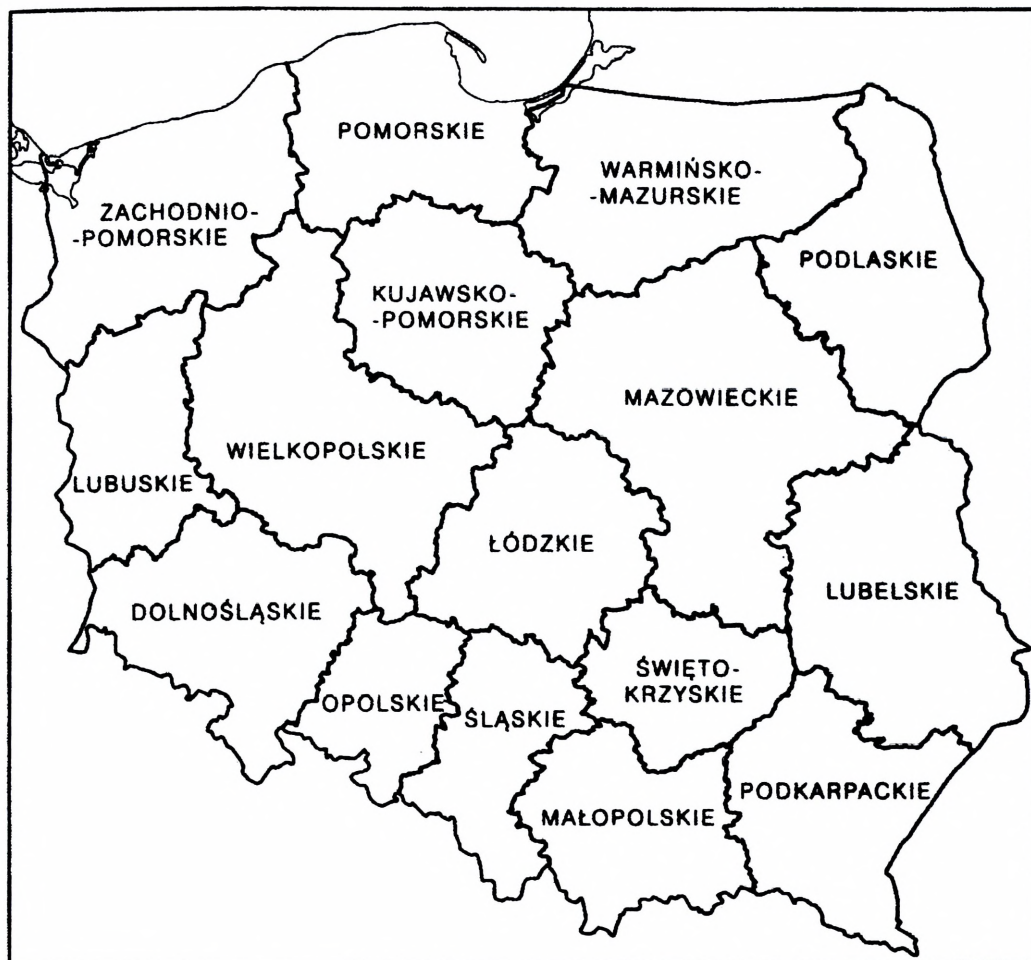 POMORSKIE
WARMIŃSKO-
-MAZURSKIE
ZACHODNIO-
-POMORSKIE
PODLASKIE
KUJAWSKO-
-POMORSKIE
MAZOWIECKIE
WIELKOPOLSKIE
LUBUSKIE
ŁÓDZKIE
LUBELSKIE
DOLNOŚLĄSKIE
ŚWIĘTO-
KRZYSKIE
OPOLSKIE
ŚLĄSKIE
PODKARPACKIE
MAŁOPOLSKIE